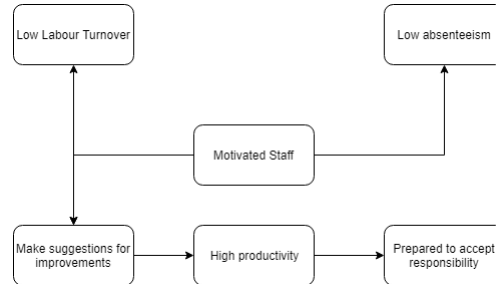 Low Labour Turnover
Low absenteeism
Motivated Staff
Make suggestions for
improvements
High productivity
Prepared to accept
responsibility